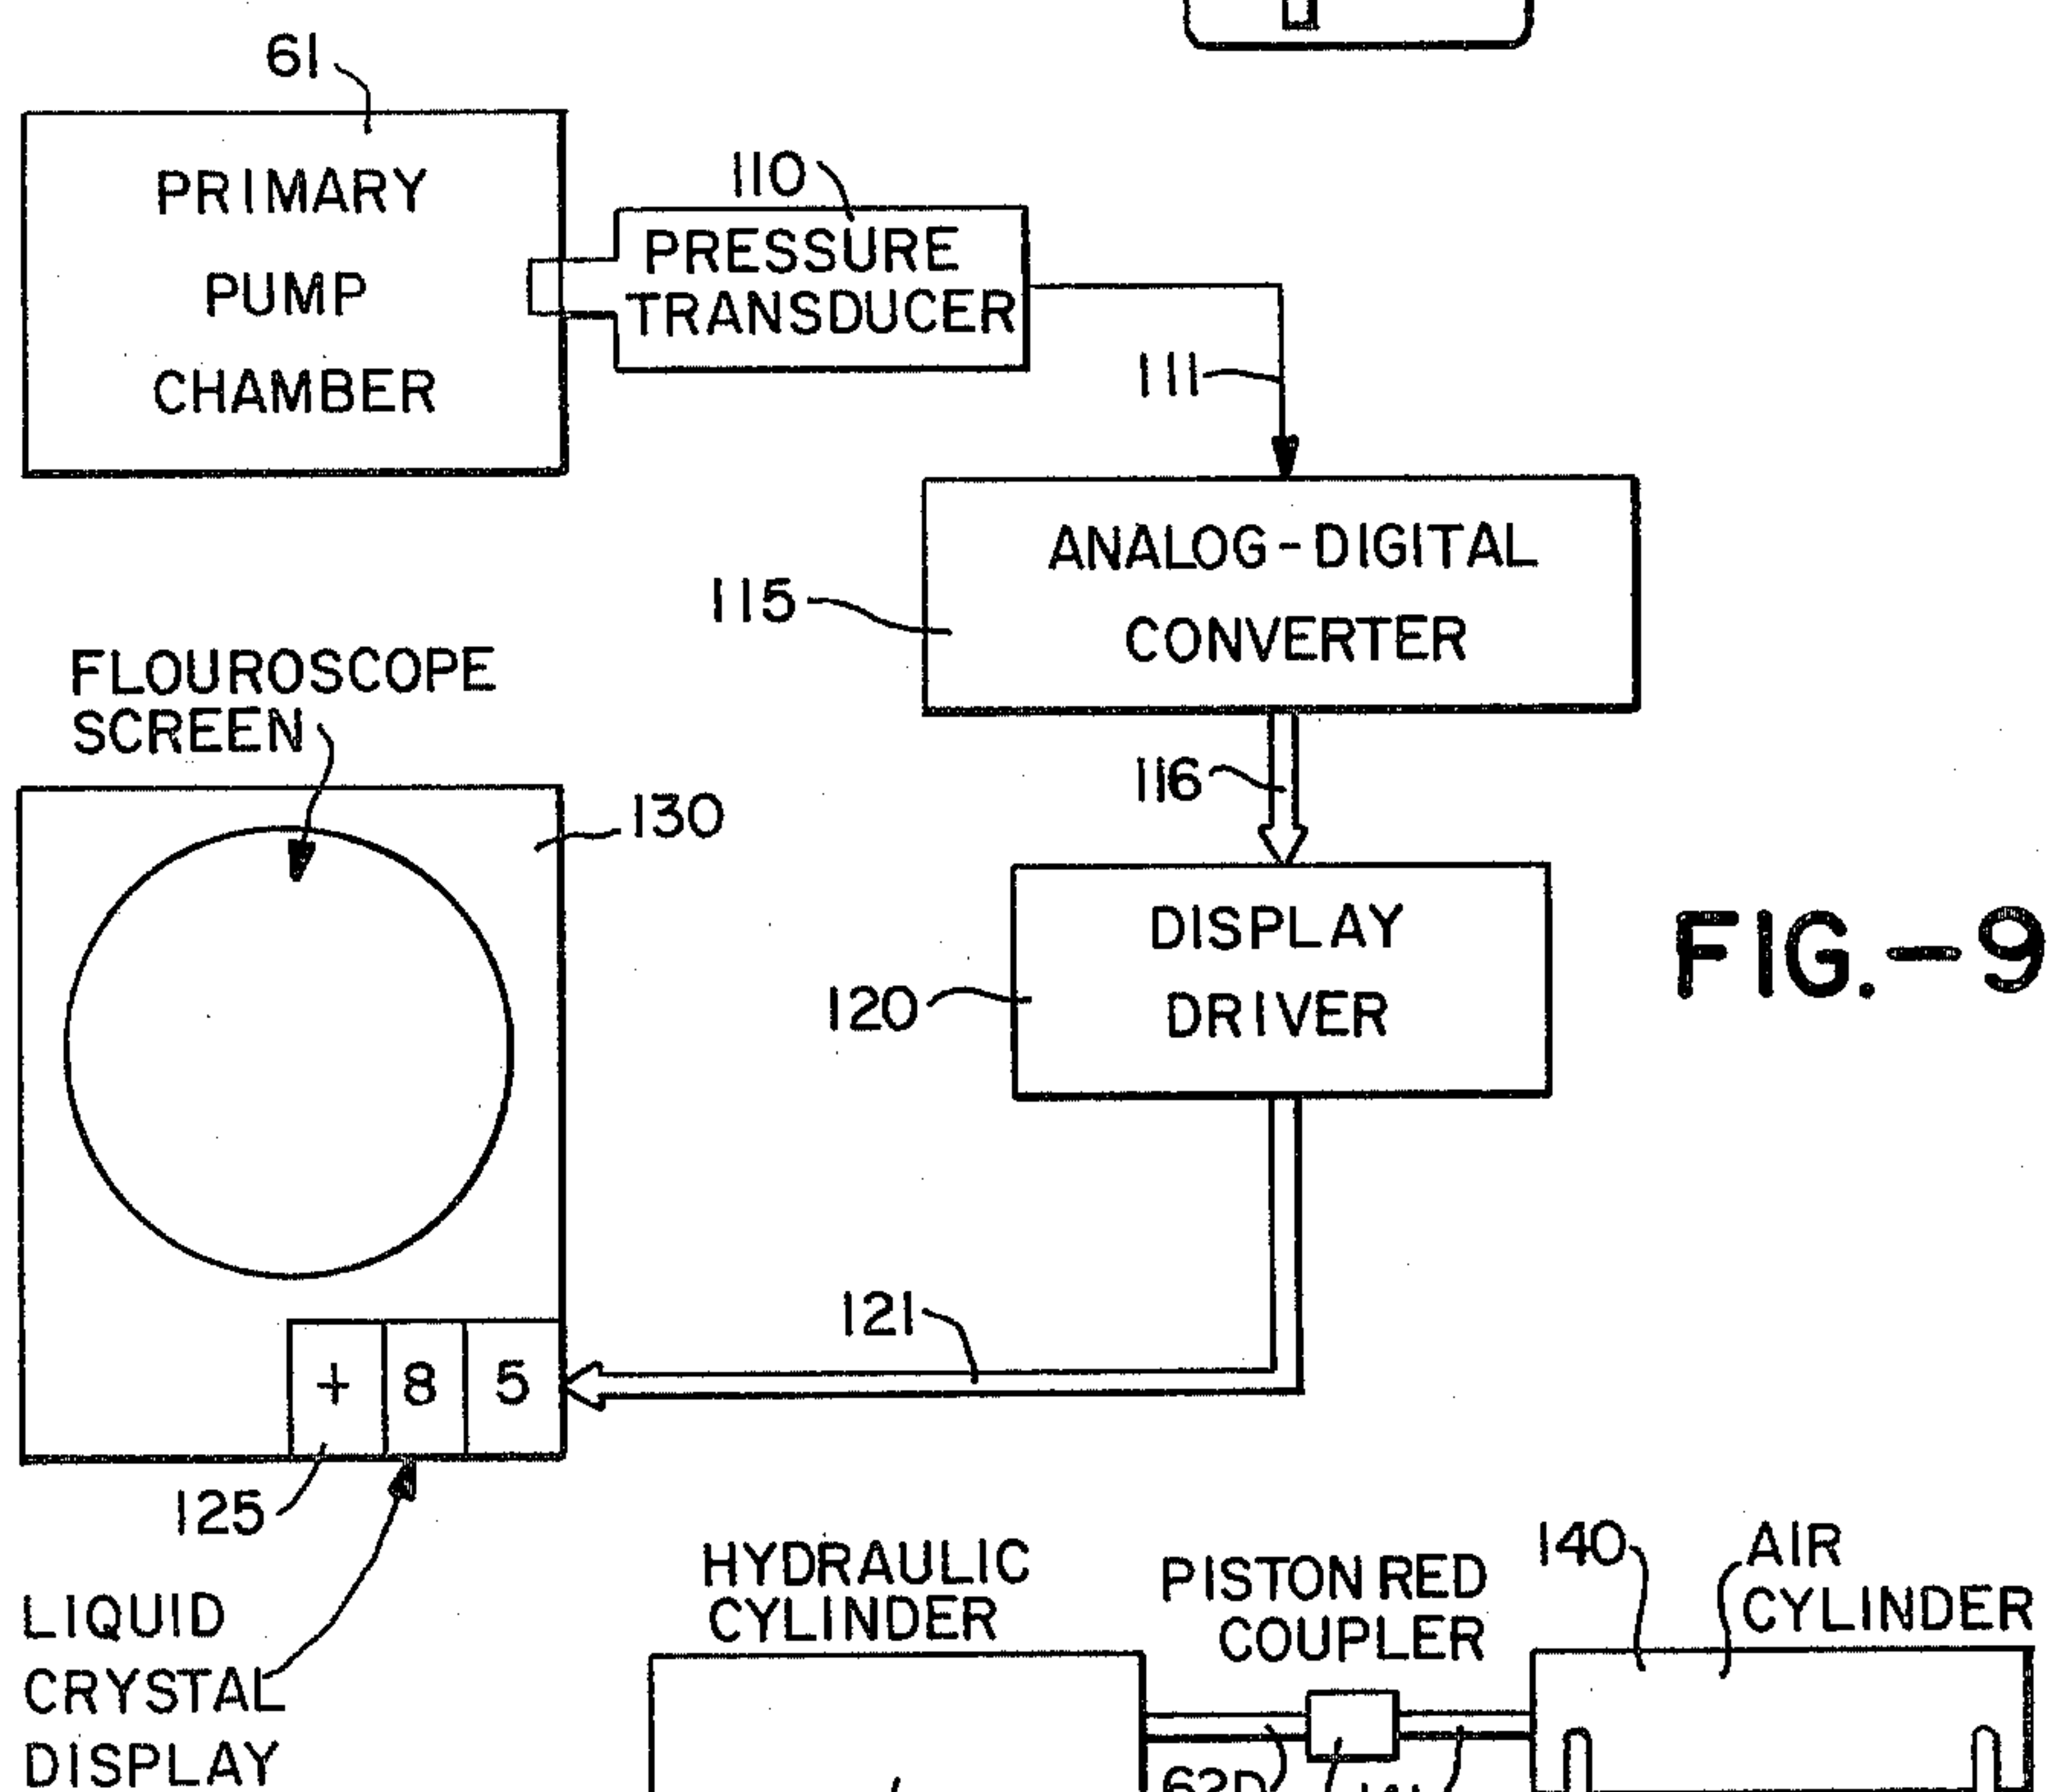 61
PRIMARY
PUMP
CHAMBER
110
PRESSURE
TRANSDUCER
111
ANALOG-DIGITAL
CONVERTER
115
FLOUROSCOPE
SCREEN
116
130
DISPLAY
DRIVER
120
FIG.-9
121
+ 8 5
125
LIQUID
CRYSTAL
DISPLAY
HYDRAULIC
CYLINDER
PISTON RED
COUPLER
140
AIR
CYLINDER
62D